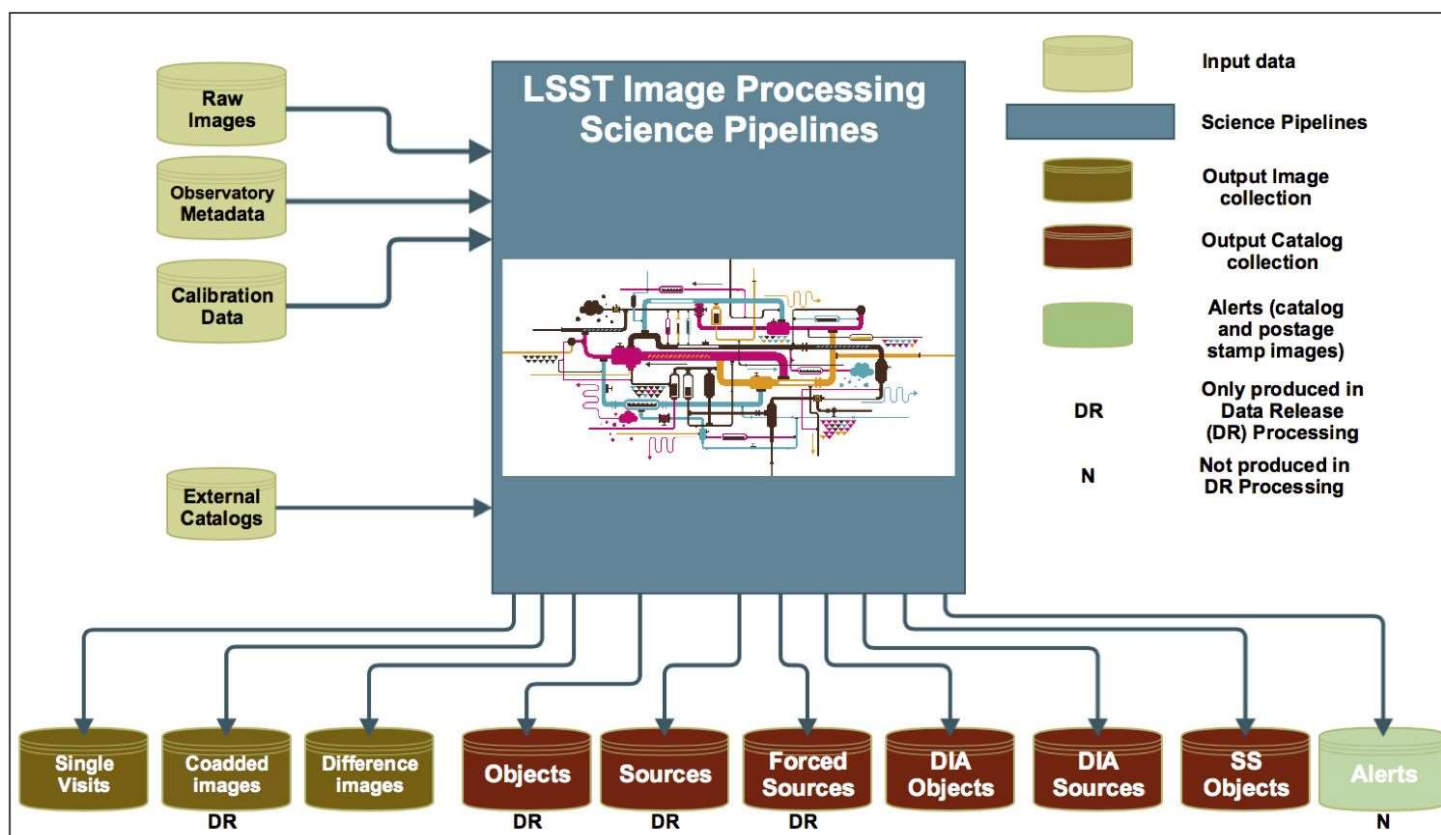 LSST Image Processing
Science Pipelines
Raw
Images
Observatory
Metadata
Calibration
Data
External
Catalogs
Input data
Science Pipelines
Output Image
collection
Output Catalog
collection
Alerts (catalog
and postage
stamp images)
DR
Only produced in
Data Release
(DR) Processing
N
Not produced in
DR Processing
Single
Visits
Coadded
images
DR
Difference
images
Objects
DR
Sources
DR
Forced
Sources
DR
DIA
Objects
DIA
Sources
SS
Objects
Alerts
N